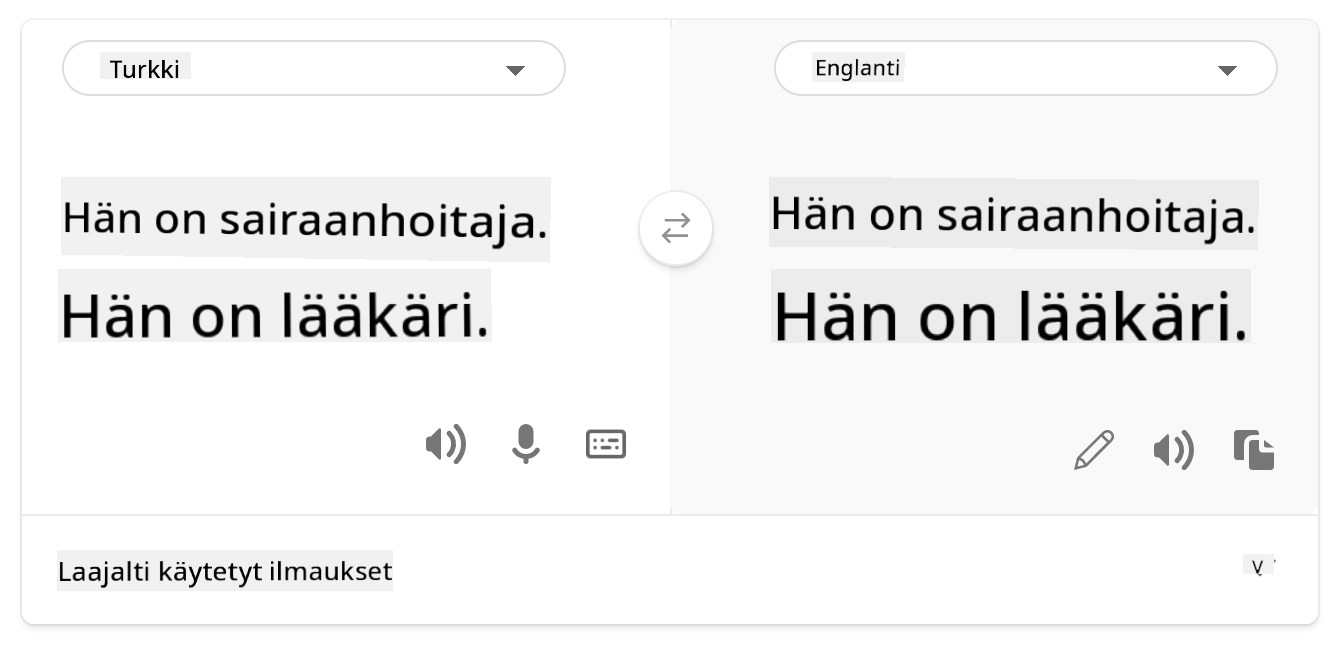 Turkki
Englanti
Hän on sairaanhoitaja.
Hän on lääkäri.
Hän on sairaanhoitaja.
Hän on lääkäri.
Laajalti käytetyt ilmaukset